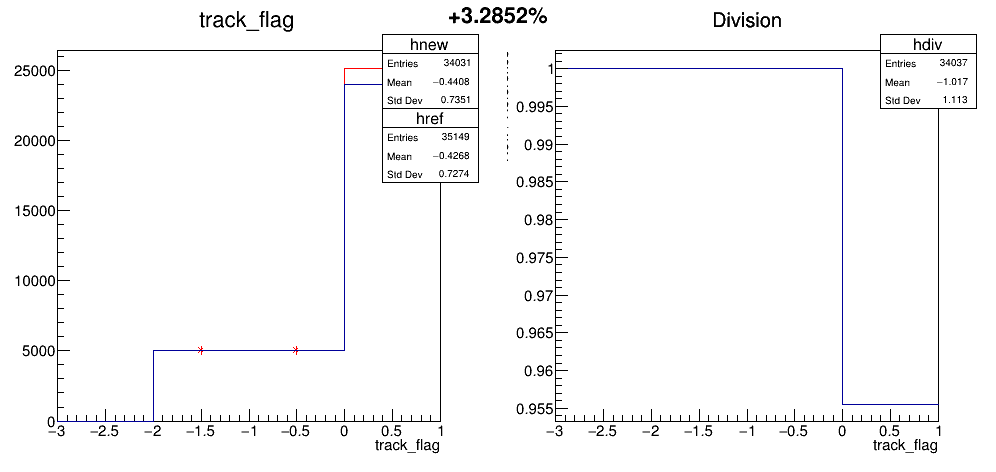 track_flag
+3.2852%
Division
hnew
Entries 34031
Mean −0.4408
Std Dev 0.7351
href
Entries 35149
Mean −0.4268
Std Dev 0.7274
25000
20000
15000
10000
5000
0
−3 −2.5 −2 −1.5 −1 −0.5 0 0.5 1
track_flag
hdiv
Entries 34037
Mean −1.017
Std Dev 1.113
1
0.995
0.99
0.985
0.98
0.975
0.97
0.965
0.96
0.955
−3 −2.5 −2 −1.5 −1 −0.5 0 0.5 1
track_flag